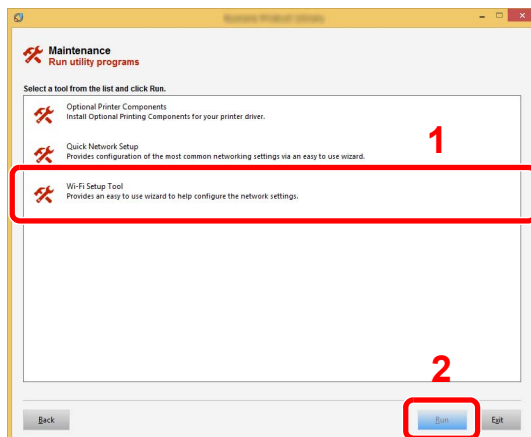 Maintenance
Run utility programs
Select a tool from the list and click Run.
Optional Printer Components
Install Optional Printing Components for your printer driver.
1
Quick Network Setup
Provides configuration of the most common networking settings via an easy to use wizard.
Wi-Fi Setup Tool
Provides an easy to use wizard to help configure the network settings.
2
Back
Run
Exit